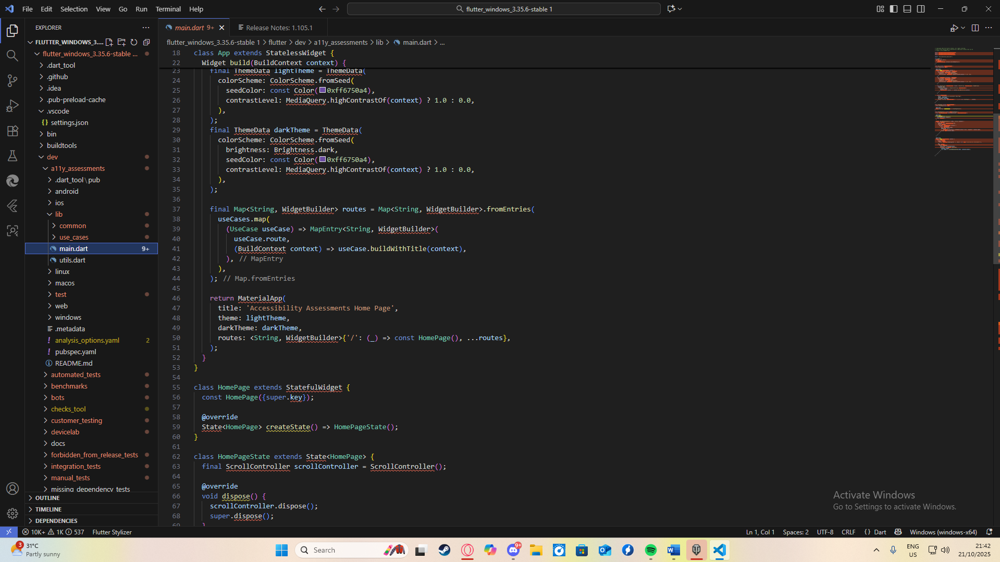 File Edit Selection View Go Run Terminal Help
flutter_windows_3.35.6-stable 1
EXPLORER
FLUTTER_WINDOWS_3....
flutter_windows_3.35.6-stable ...
.dart_tool
.github
.idea
.pub-preload-cache
.vscode
{} settings.json
bin
buildtools
dev
a11y_assessments
.dart_tool\pub
android
ios
lib
common
use_cases
main.dart 9+
utils.dart
linux
macos
test
web
windows
.metadata
! analysis_options.yaml 2
! pubspec.yaml
README.md
automated_tests
benchmarks
bots
checks_tool
customer_testing
devicelab
docs
forbidden_from_release_tests
integration_tests
manual_tests
missing_dependency_tests
OUTLINE
TIMELINE
DEPENDENCIES
main.dart 9+
Release Notes: 1.105.1
flutter_windows_3.35.6-stable 1 > flutter > dev > a11y_assessments > lib > main.dart > ...
18 class App extends StatelessWidget {
22 Widget build(BuildContext context) {
23 final ThemeData lightTheme = ThemeData(
24 colorScheme: ColorScheme.fromSeed(
25 seedColor: const Color(0xff6750a4),
26 contrastLevel: MediaQuery.highContrastOf(context) ? 1.0 : 0.0,
27 ),
28 );
29 final ThemeData darkTheme = ThemeData(
30 colorScheme: ColorScheme.fromSeed(
31 brightness: Brightness.dark,
32 seedColor: const Color(0xff6750a4),
33 contrastLevel: MediaQuery.highContrastOf(context) ? 1.0 : 0.0,
34 ),
35 );
36
37 final Map<String, WidgetBuilder> routes = Map<String, WidgetBuilder>.fromEntries(
38 useCases.map(
39 (UseCase useCase) => MapEntry<String, WidgetBuilder>(
40 useCase.route,
41 (BuildContext context) => useCase.buildWithTitle(context),
42 ), // MapEntry
43 ),
44 ); // Map.fromEntries
45
46 return MaterialApp(
47 title: 'Accessibility Assessments Home Page',
48 theme: lightTheme,
49 darkTheme: darkTheme,
50 routes: <String, WidgetBuilder>{'/': (_) => const HomePage(), ...routes},
51 );
52 }
53 }
54
55 class HomePage extends StatefulWidget {
56 const HomePage({super.key});
57
58 @override
59 State<HomePage> createState() => HomePageState();
60 }
61
62 class HomePageState extends State<HomePage> {
63 final ScrollController scrollController = ScrollController();
64
65 @override
66 void dispose() {
67 scrollController.dispose();
68 super.dispose();
69 }
Activate Windows
Go to Settings to activate Windows.
10K+ 1K 537 Flutter Stylizer
Ln 1, Col 1 Spaces: 2 UTF-8 CRLF {} Dart Windows (windows-x64)
3
31°C
Partly sunny
Search
9+
ENG
US
21:42
21/10/2025